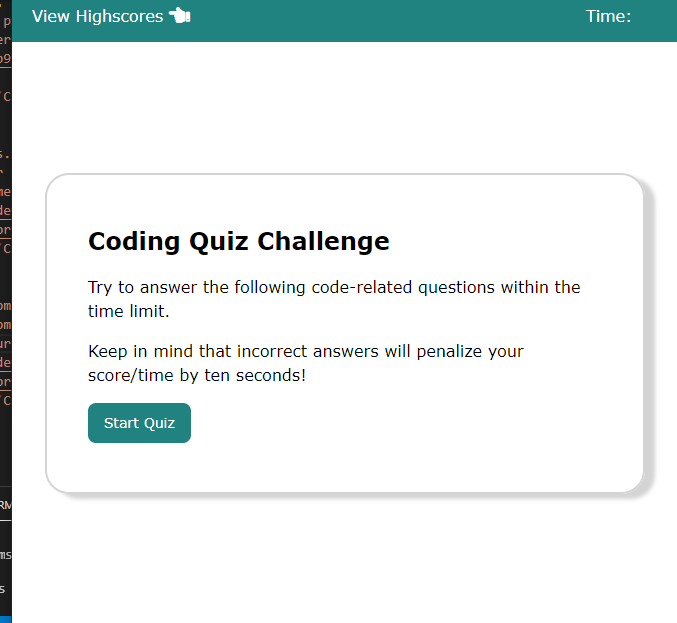 View Highscores
Time:
Coding Quiz Challenge
Try to answer the following code-related questions within the
time limit.
Keep in mind that incorrect answers will penalize your
score/time by ten seconds!
Start Quiz